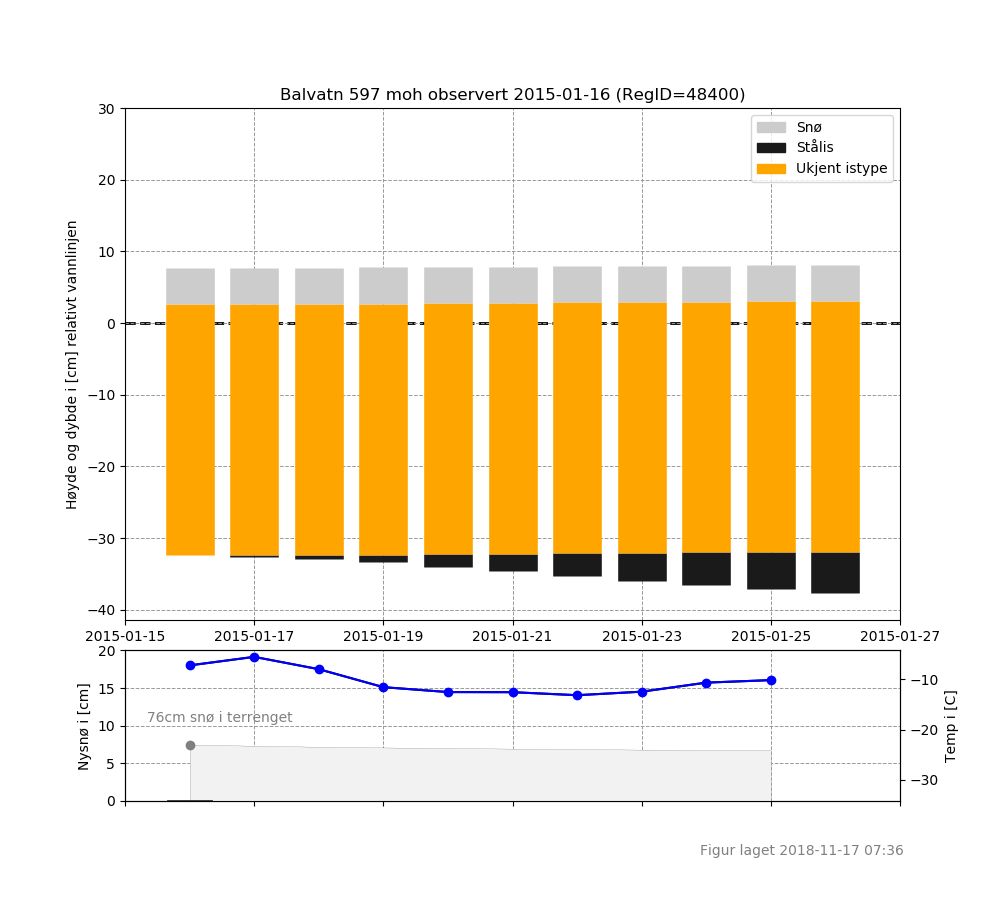 Balvatn 597 moh observert 2015-01-16 (RegID=48400)
30
20
10
0
−10
−20
−30
−40
Høyde og dybde i [cm] relativt vannlinjen
Snø
Stålis
Ukjent istype
2015-01-15 2015-01-17 2015-01-19 2015-01-21 2015-01-23 2015-01-25 2015-01-27
20
15
10
5
0
Nysnø i [cm]
76cm snø i terrenget
−10
−20
−30
Temp i [C]
Figur laget 2018-11-17 07:36